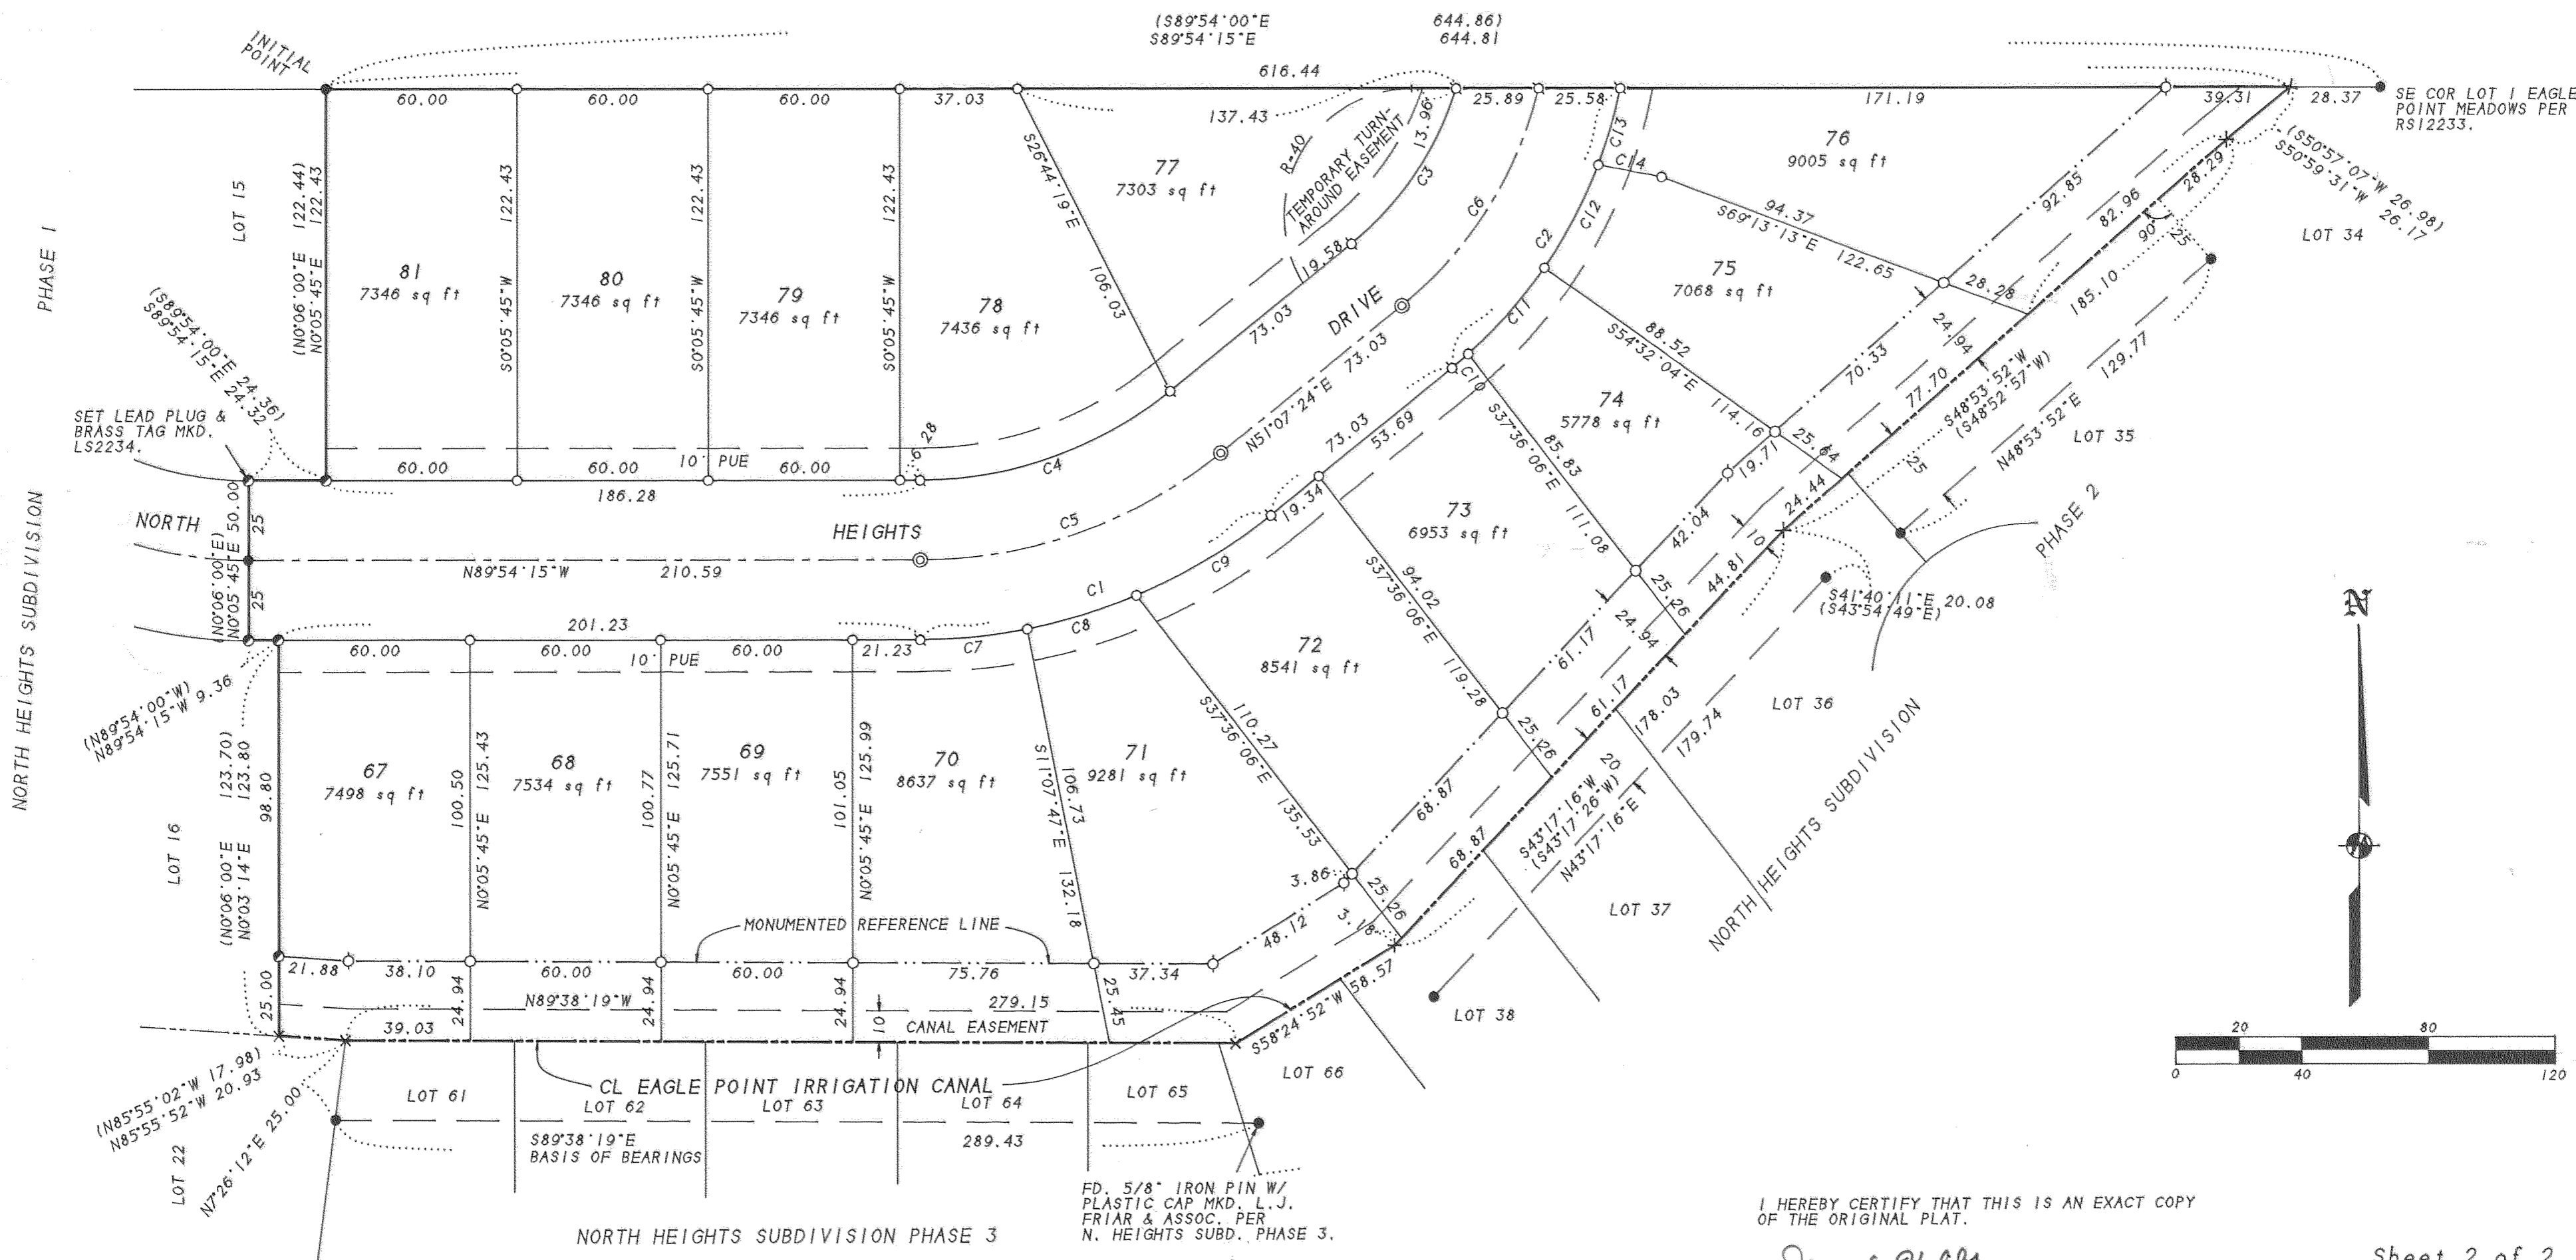 (S89°54'00"E 644.86)
S89°54'15"E 644.81
INITIAL
POINT
616.44
60.00
60.00
60.00
37.03
137.43
25.89
25.58
171.19
39.31
28.37
SE COR LOT 1 EAGLE
POINT MEADOWS PER
RS12233.
(S50°57'07"W 26.98)
S50°59'31"W 26.17
LOT 34
PHASE 1
LOT 15
(N0°06'00"E 122.44)
N0°05'45"E 122.43
81
7346 sq ft
S0°05'45"W 122.43
80
7346 sq ft
S0°05'45"W 122.43
79
7346 sq ft
S0°05'45"W 122.43
78
7436 sq ft
S26°44'19"E 106.03
77
7303 sq ft
R=40
TEMPORARY TURN-
AROUND EASEMENT
13.96
C3
19.58
C6
C13
C14
C12
C2
C11
C10
76
9005 sq ft
92.85
82.96
28.29
90°
25
94.37
S69°13'13"E 122.65
28.28
75
7068 sq ft
185.10
24.94
77.70
S48°53'52"W
(S48°52'57"W)
N48°53'52"E 129.77
LOT 35
88.52
S54°32'04"E 114.16
25.64
70.33
19.71
74
5778 sq ft
73.03
DRIVE
N51°07'24"E 73.03
73.03
53.69
85.83
S37°36'06"E 111.08
25
24.44
(S89°54'00"E 24.36)
S89°54'15"E 24.32
SET LEAD PLUG &
BRASS TAG MKD.
LS2234.
10' PUE
60.00
60.00
60.00
6.28
186.28
C4
19.34
73
6953 sq ft
42.04
10
44.81
PHASE 2
NORTH
HEIGHTS
C5
(N0°06'00"E)
N0°05'45"E 50.00
25
25
N89°54'15"W 210.59
C1
C9
C8
C7
94.02
S37°36'06"E 119.28
25.26
24.94
S41°40'11"E 20.08
(S43°54'49"E)
NORTH HEIGHTS SUBDIVISION
201.23
60.00
60.00
60.00
21.23
10' PUE
(N89°54'00"W)
N89°54'15"W 9.36
72
8541 sq ft
61.17
61.17
178.03
179.74
LOT 36
NORTH HEIGHTS SUBDIVISION
(N0°06'00"E 123.70)
N0°03'14"E 123.80
98.80
67
7498 sq ft
100.50
N0°05'45"E 125.43
68
7534 sq ft
100.77
N0°05'45"E 125.71
69
7551 sq ft
101.05
N0°05'45"E 125.99
70
8637 sq ft
106.73
S11°07'47"E 132.18
71
9281 sq ft
110.27
S37°36'06"E 135.53
25.26
68.87
68.87
20
S43°17'16"W
(S43°17'26"W)
N43°17'16"E
LOT 37
LOT 16
MONUMENTED REFERENCE LINE
3.86
25.26
3.18
48.12
21.88
38.10
60.00
60.00
75.76
37.34
25.00
24.94
24.94
24.94
25.45
N89°38'19"W 279.15
39.03
10
CANAL EASEMENT
S58°24'52"W 58.57
LOT 38
(N85°55'02"W 17.98)
N85°55'52"W 20.93
N7°26'12"E 25.00
LOT 22
CL EAGLE POINT IRRIGATION CANAL
LOT 61
LOT 62
LOT 63
LOT 64
LOT 65
LOT 66
S89°38'19"E 289.43
BASIS OF BEARINGS
FD. 5/8" IRON PIN W/
PLASTIC CAP MKD. L.J.
FRIAR & ASSOC. PER
N. HEIGHTS SUBD. PHASE 3.
NORTH HEIGHTS SUBDIVISION PHASE 3
N
20 80
0 40 120
I HEREBY CERTIFY THAT THIS IS AN EXACT COPY
OF THE ORIGINAL PLAT.
Sheet 2 of 2